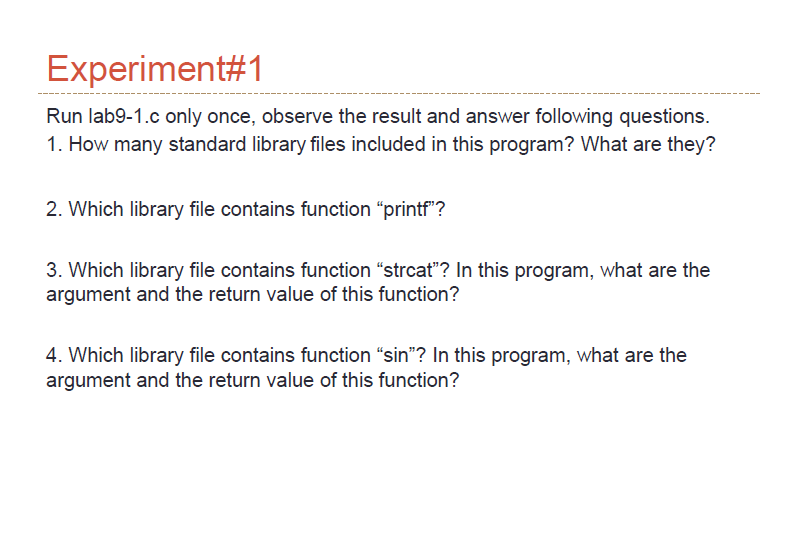 Experiment#1
Run lab9-1.c only once, observe the result and answer following questions.
1. How many standard library files included in this program? What are they?
2. Which library file contains function “printf”?
3. Which library file contains function “strcat”? In this program, what are the
argument and the return value of this function?
4. Which library file contains function “sin”? In this program, what are the
argument and the return value of this function?